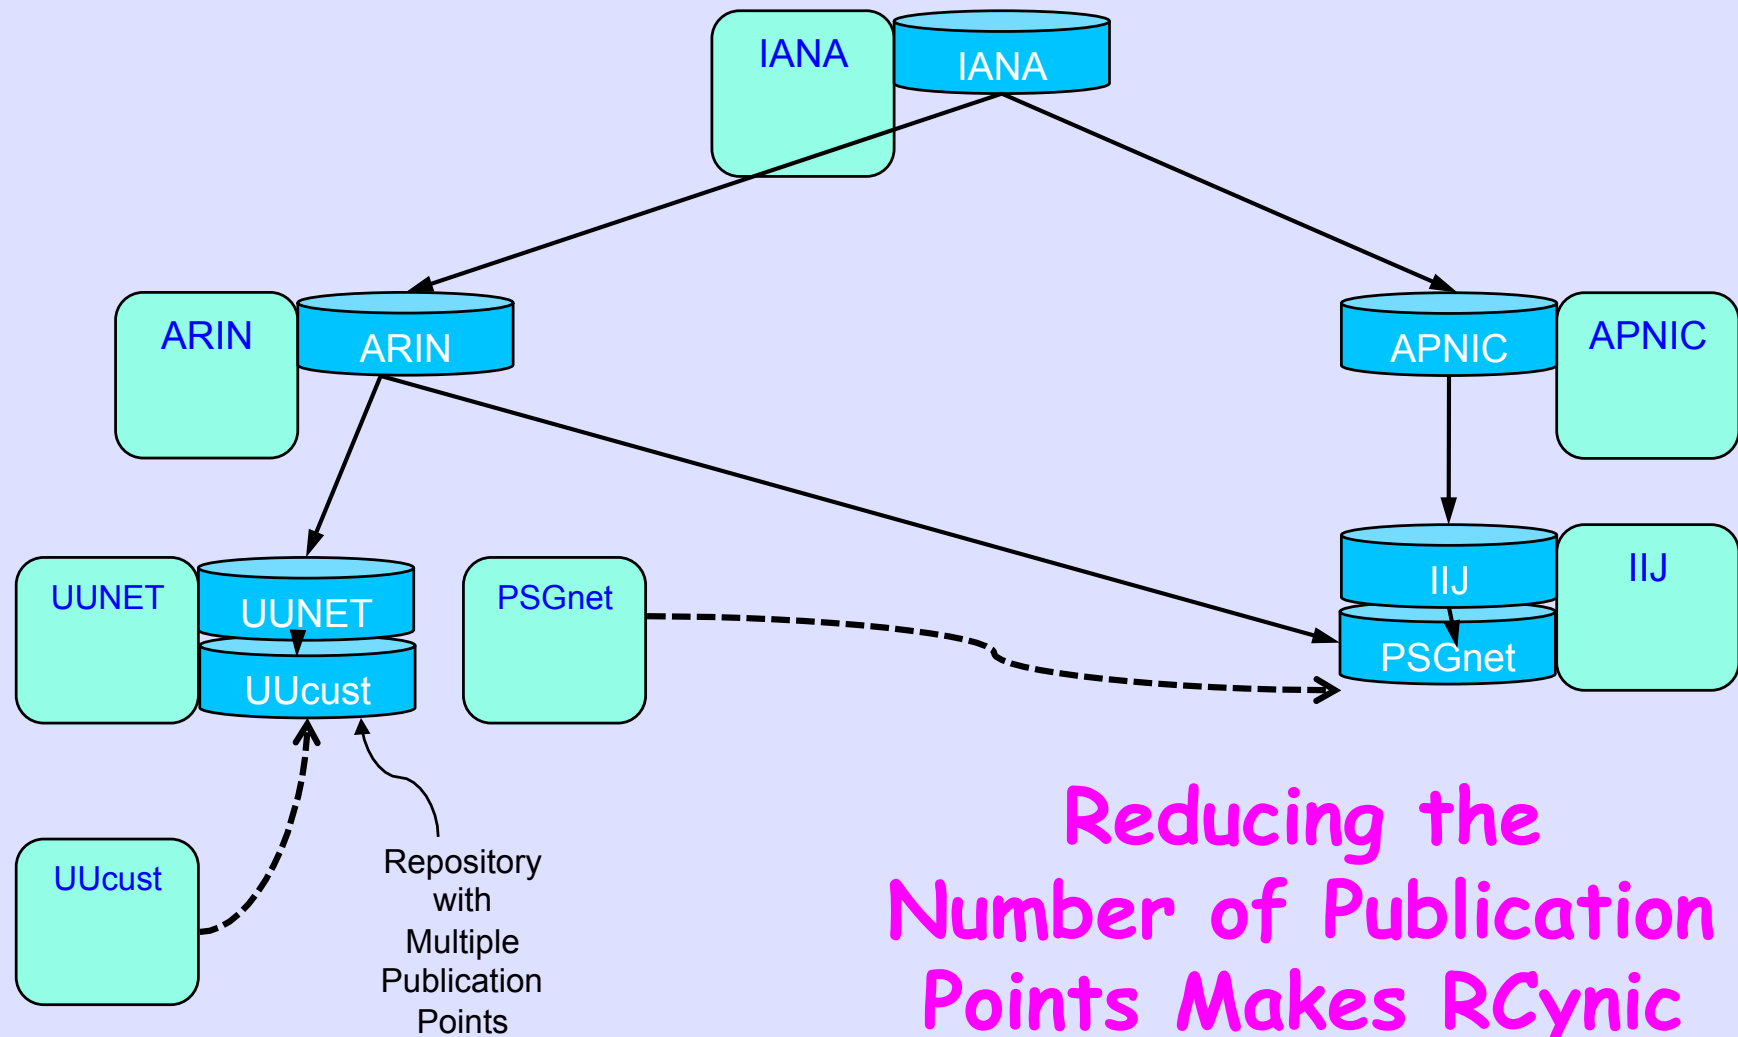 IANA
IANA
ARIN
ARIN
APNIC
APNIC
UUNET
UUNET
UUcust
PSGnet
IIJ
PSGnet
IIJ
UUcust
Repository
with
Multiple
Publication
Points
Reducing the
Number of Publication
Points Makes RCynic